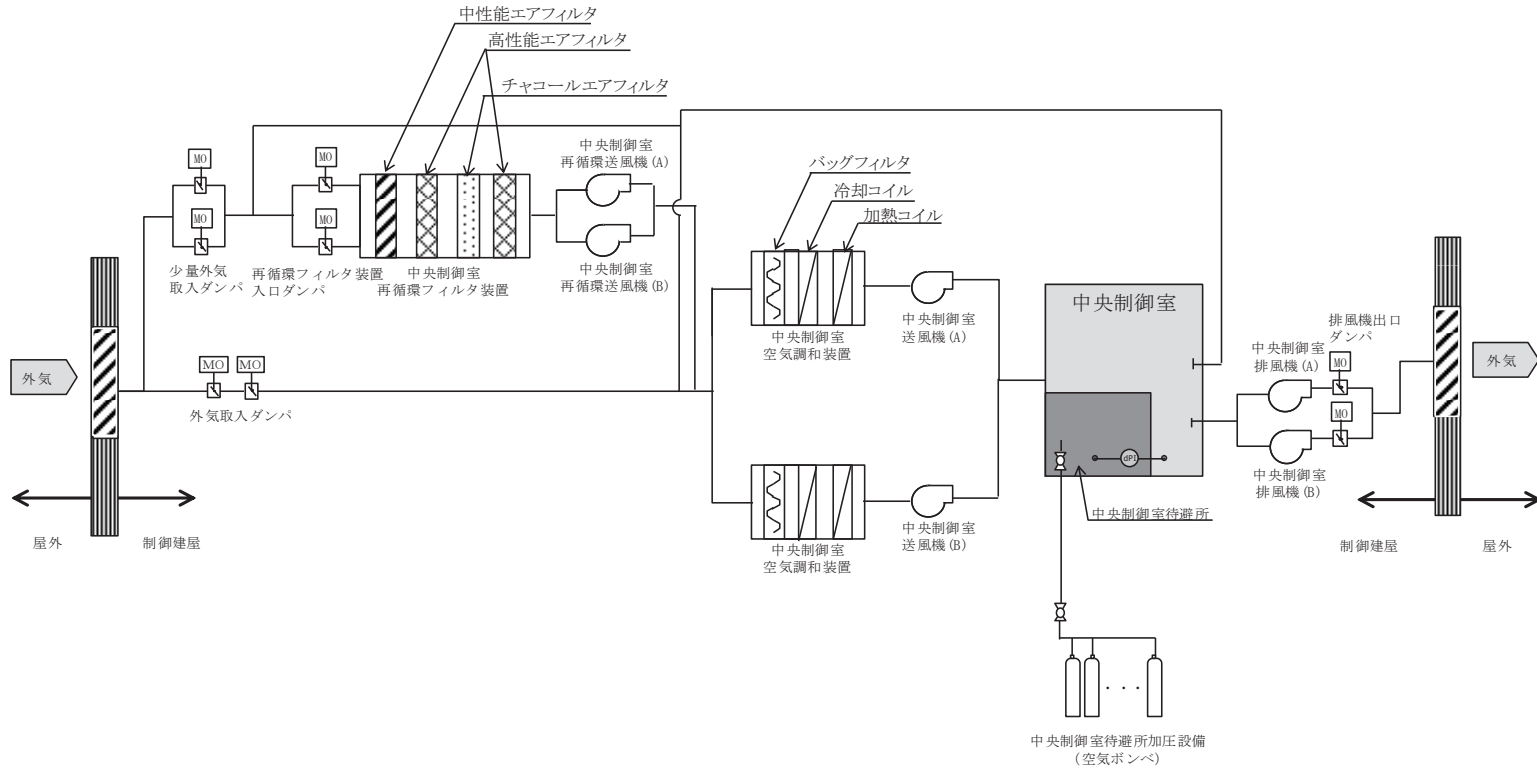 中性能エアフィルタ
高性能エアフィルタ
チャコールエアフィルタ
MO
MO
MO
MO
少量外気
取入ダンパ
再循環フィルタ装置
入口ダンパ
中央制御室
再循環フィルタ装置
中央制御室
再循環送風機(A)
中央制御室
再循環送風機(B)
バッグフィルタ
冷却コイル
加熱コイル
中央制御室
空気調和装置
中央制御室
送風機(A)
中央制御室
排風機出口
ダンパ
中央制御室
排風機(A)
MO
MO
中央制御室
排風機(B)
外気
外気
MO
MO
外気取入ダンパ
dPI
中央制御室待避所
中央制御室
空気調和装置
中央制御室
送風機(B)
屋外
制御建屋
制御建屋
屋外
中央制御室待避所加圧設備
(空気ボンベ)